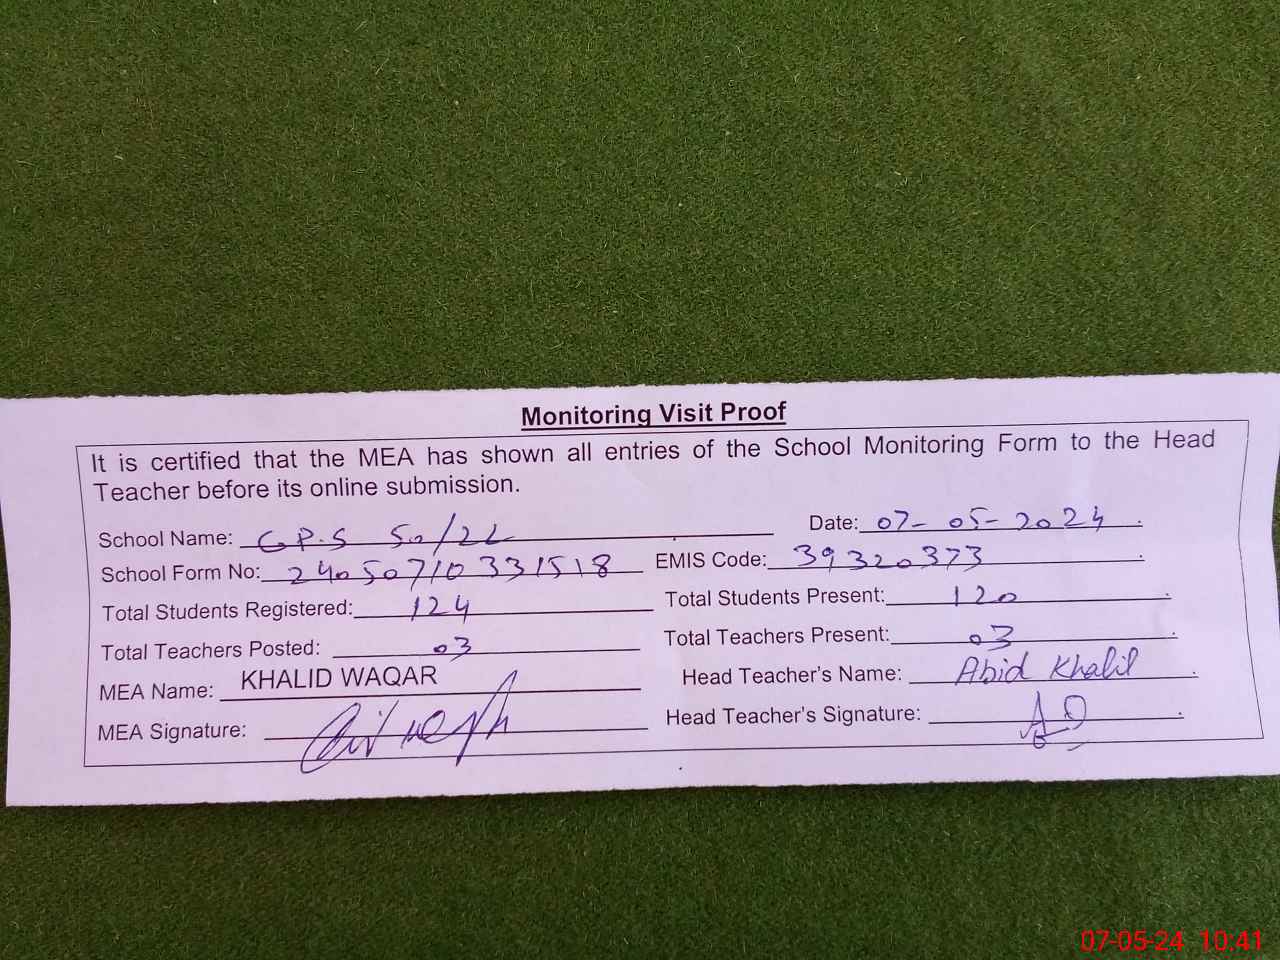 Monitoring Visit Proof
It is certified that the MEA has shown all entries of the School Monitoring Form to the Head
Teacher before its online submission.
School Name: G.P.S 50/2L Date: 07-05-2024
School Form No: 24050710331518 EMIS Code: 39320373
Total Students Registered: 124 Total Students Present: 120
Total Teachers Posted: 03 Total Teachers Present: 03
MEA Name: KHALID WAQAR Head Teacher's Name: Abid Khalil
MEA Signature: Head Teacher's Signature:
07-05-24 10:41